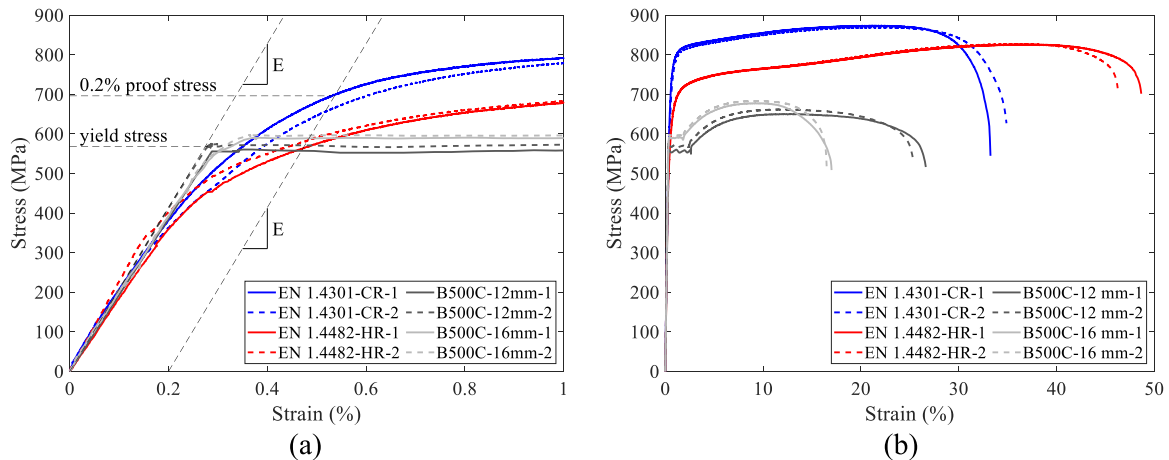 900
800
700
600
500
400
300
200
100
0
Stress (MPa)
0.2% proof stress
yield stress
E
E
EN 1.4301-CR-1
EN 1.4301-CR-2
EN 1.4482-HR-1
EN 1.4482-HR-2
B500C-12mm-1
B500C-12mm-2
B500C-16mm-1
B500C-16mm-2
0 0.2 0.4 0.6 0.8 1
Strain (%)
(a)
900
800
700
600
500
400
300
200
100
0
Stress (MPa)
EN 1.4301-CR-1
EN 1.4301-CR-2
EN 1.4482-HR-1
EN 1.4482-HR-2
B500C-12 mm-1
B500C-12 mm-2
B500C-16 mm-1
B500C-16 mm-2
0 10 20 30 40 50
Strain (%)
(b)